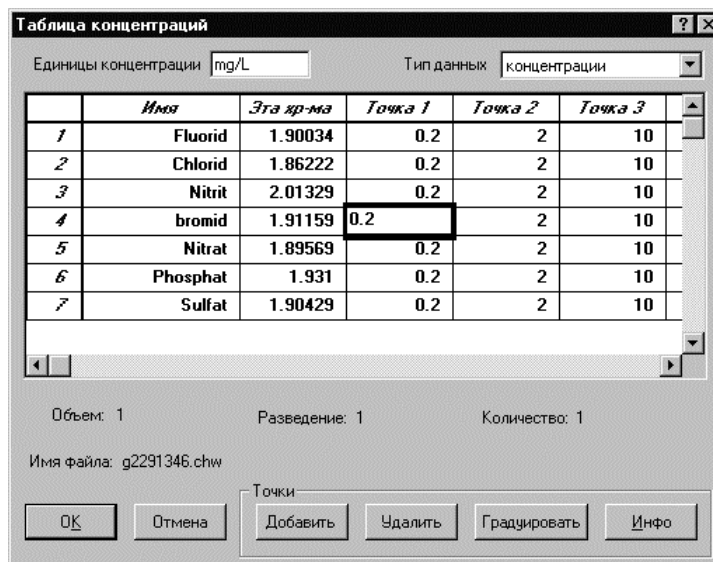 Таблица концентраций
Единицы концентрации mg/L Тип данных концентрации
Имя Эта хр-ма Точка 1 Точка 2 Точка 3
1 Fluorid 1.90034 0.2 2 10
2 Chlorid 1.86222 0.2 2 10
3 Nitrit 2.01329 0.2 2 10
4 bromid 1.91159 0.2 2 10
5 Nitrat 1.89569 0.2 2 10
6 Phosphat 1.931 0.2 2 10
7 Sulfat 1.90429 0.2 2 10
Объем: 1 Разведение: 1 Количество: 1
Имя файла: g2291346.chw
Точки
OK Отмена Добавить Удалить Градуировать Инфо